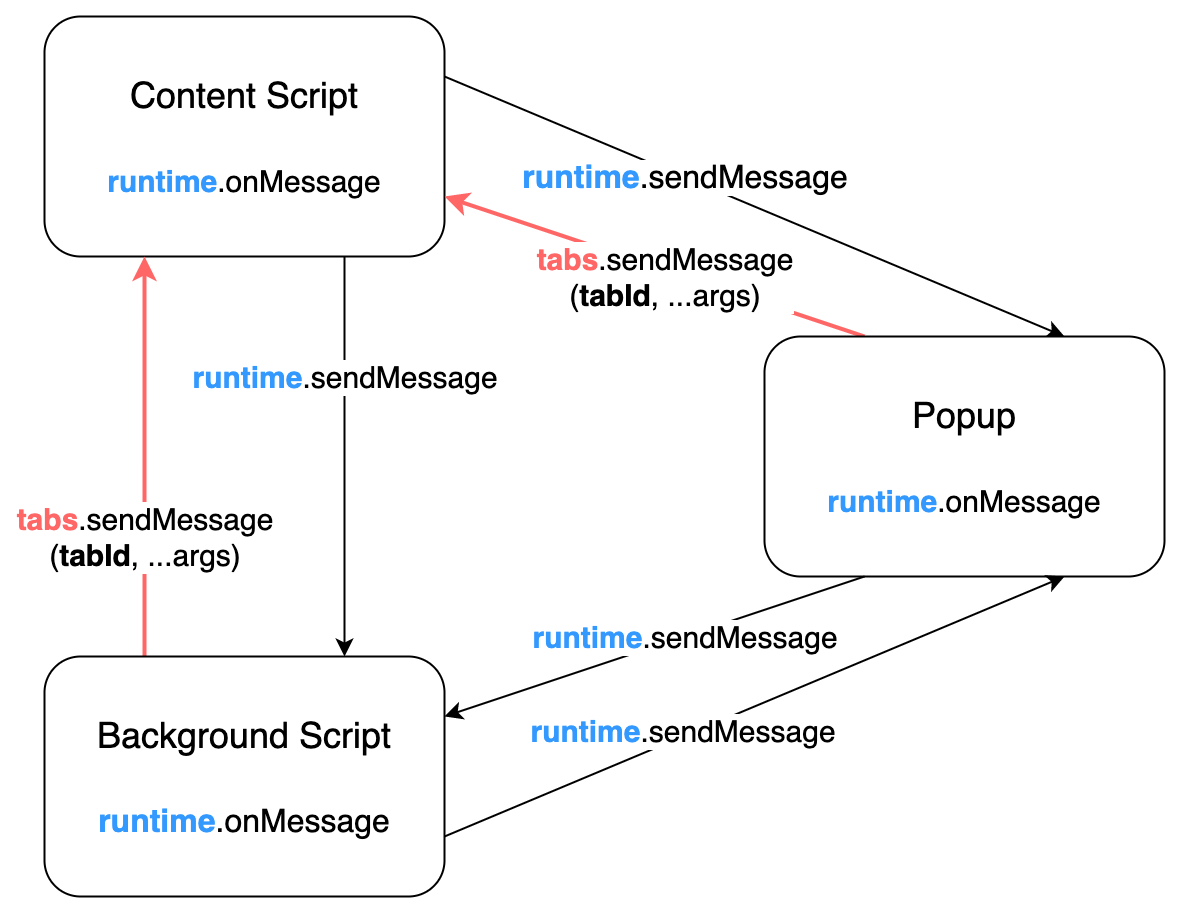 Content Script
runtime.onMessage
runtime.sendMessage
tabs.sendMessage
(tabId, ...args)
runtime.sendMessage
Popup
runtime.onMessage
tabs.sendMessage
(tabId, ...args)
runtime.sendMessage
runtime.sendMessage
Background Script
runtime.onMessage